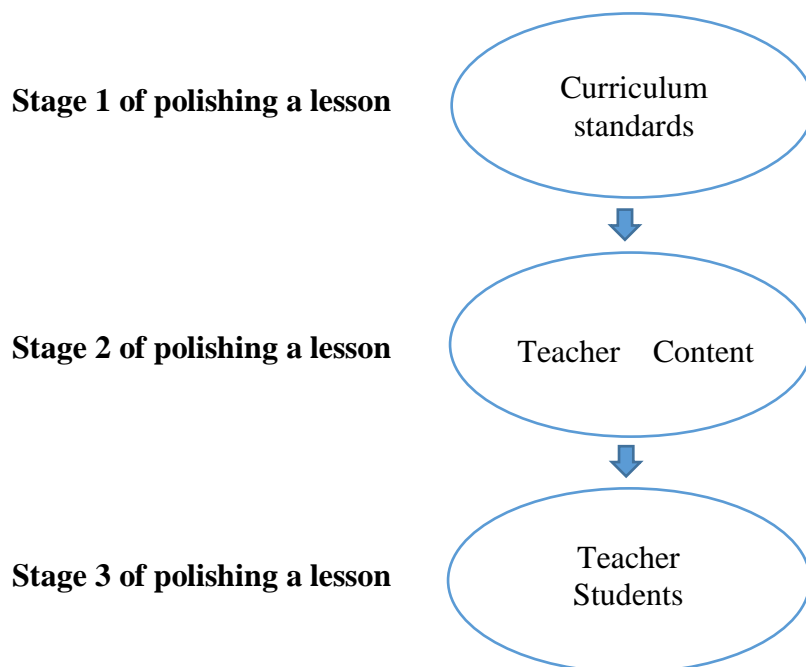 Stage 1 of polishing a lesson
Curriculum
standards
Stage 2 of polishing a lesson
Teacher Content
Stage 3 of polishing a lesson
Teacher
Students